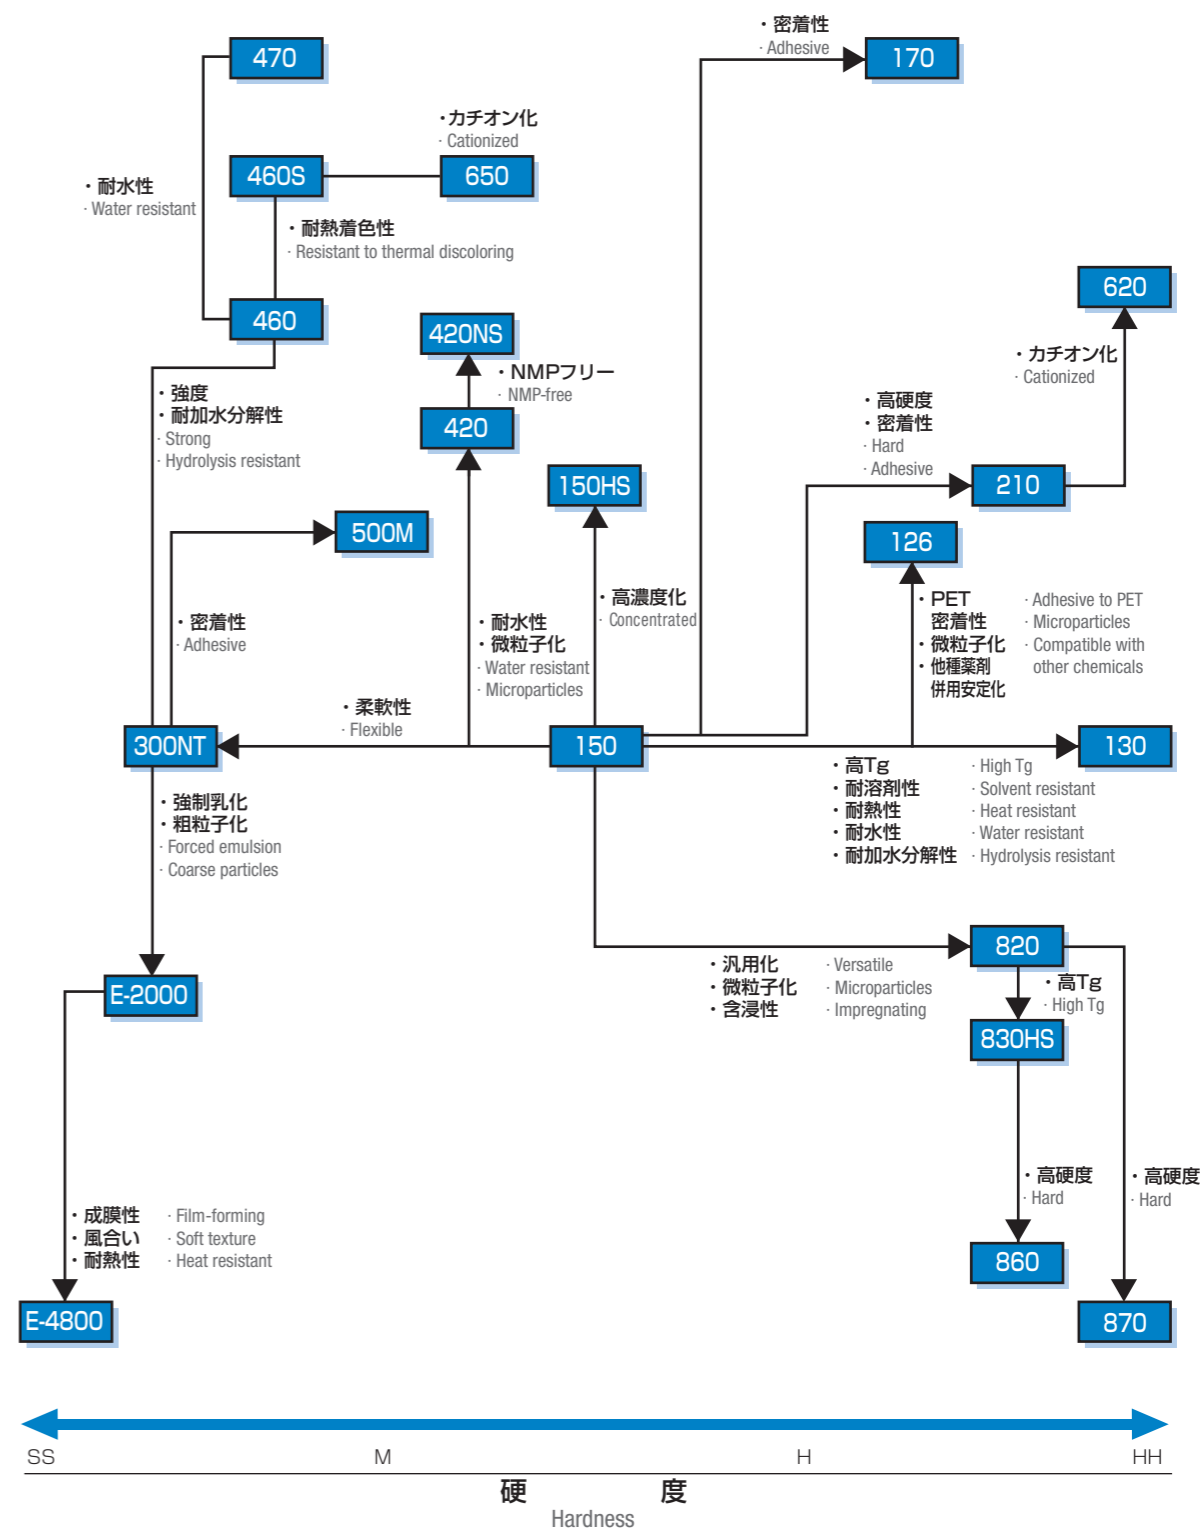 ・密着性
· Adhesive
470
170
・カチオン化
· Cationized
460S
650
・耐水性
· Water resistant
・耐熱着色性
· Resistant to thermal discoloring
620
460
420NS
・NMPフリー
· NMP-free
・カチオン化
· Cationized
・強度
・耐加水分解性
· Strong
· Hydrolysis resistant
420
・高硬度
・密着性
· Hard
· Adhesive
150HS
210
500M
126
・密着性
· Adhesive
・耐水性
・微粒子化
· Water resistant
· Microparticles
・高濃度化
· Concentrated
・PET
密着性
・微粒子化
・他種薬剤
併用安定化
· Adhesive to PET
· Microparticles
· Compatible with
other chemicals
・柔軟性
· Flexible
300NT
150
130
・高Tg
・耐溶剤性
・耐熱性
・耐水性
・耐加水分解性
· High Tg
· Solvent resistant
· Heat resistant
· Water resistant
· Hydrolysis resistant
・強制乳化
・粗粒子化
· Forced emulsion
· Coarse particles
820
・汎用化
・微粒子化
・含浸性
· Versatile
· Microparticles
· Impregnating
・高Tg
· High Tg
E-2000
830HS
・高硬度
· Hard
・高硬度
· Hard
・成膜性
・風合い
・耐熱性
· Film-forming
· Soft texture
· Heat resistant
860
E-4800
870
SS M H HH
硬 度
Hardness